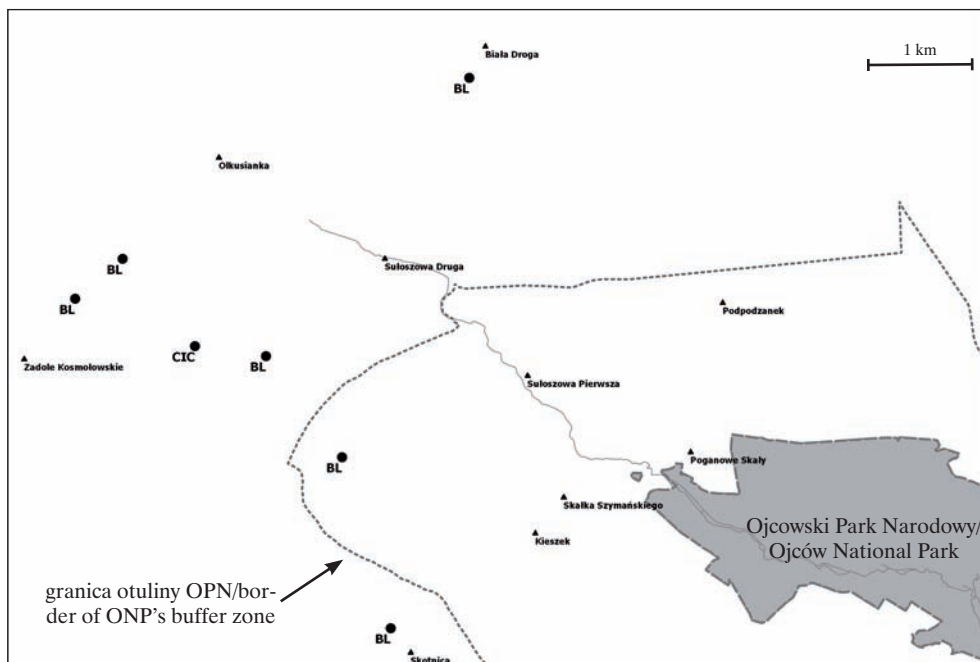 Biała Droga
1 km
BL
Olkusianka
BL
Sułoszowa Druga
BL
Podpodzanek
CIC
BL
Zadole Kosmołowskie
Sułoszowa Pierwsza
BL
Poganowe Skały
Skałka Szymańskiego
Kieszek
Ojcowski Park Narodowy/
Ojców National Park
granica otuliny OPN/bor-
der of ONP's buffer zone
BL
Skotnica